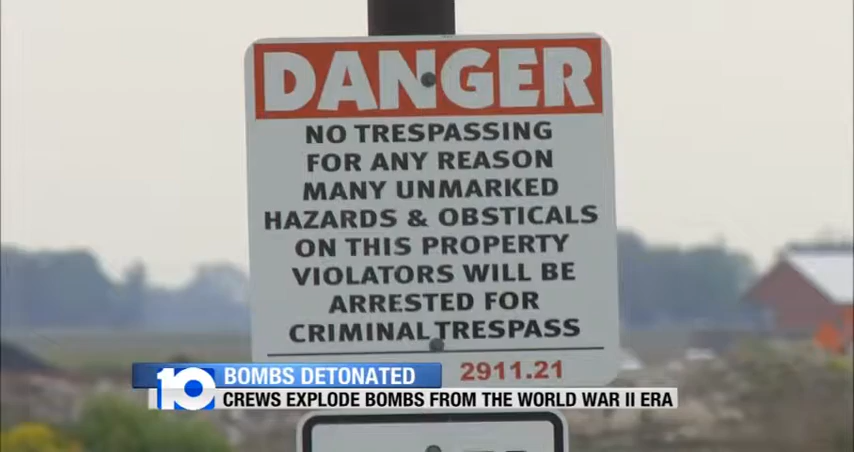 DANGER
NO TRESPASSING
FOR ANY REASON
MANY UNMARKED
HAZARDS & OBSTICALS
ON THIS PROPERTY
VIOLATORS WILL BE
ARRESTED FOR
CRIMINAL TRESPASS
2911.21
10 BOMBS DETONATED
CREWS EXPLODE BOMBS FROM THE WORLD WAR II ERA